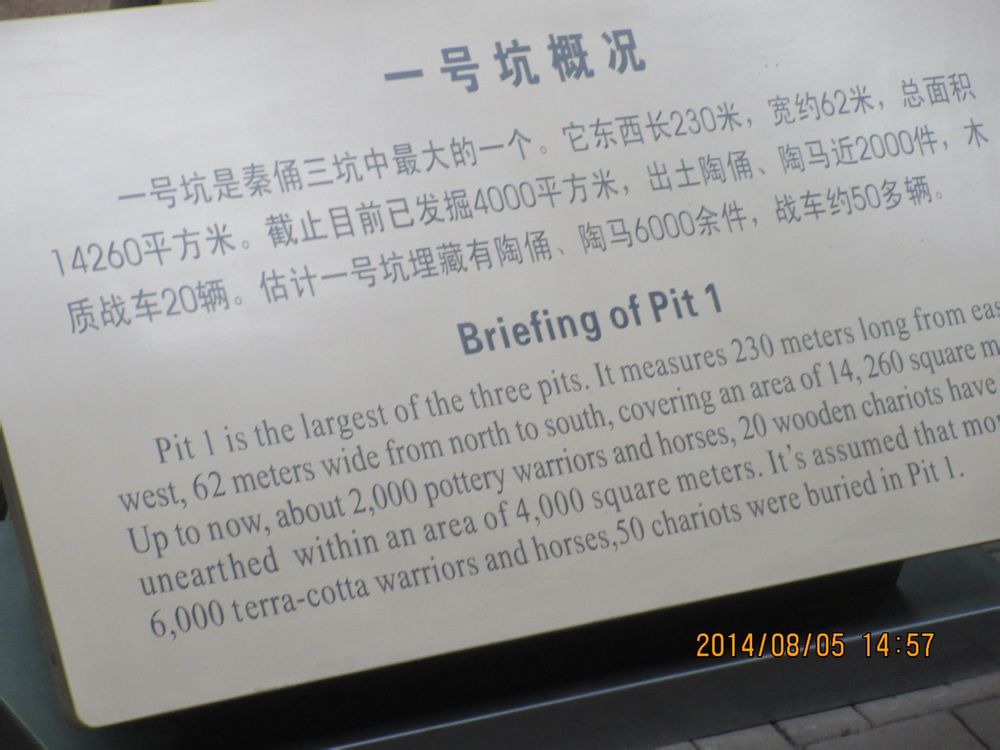 一号坑概况
一号坑是秦俑三坑中最大的一个。它东西长230米，宽约62米，总面积
14260平方米。截止目前已发掘4000平方米，出土陶俑、陶马近2000件，木
质战车20辆。估计一号坑埋藏有陶俑、陶马6000余件，战车约50多辆。
Briefing of Pit 1
Pit 1 is the largest of the three pits. It measures 230 meters long from
west, 62 meters wide from north to south, covering an area of 14, 260 square
Up to now, about 2,000 pottery warriors and horses, 20 wooden chariots have
unearthed within an area of 4,000 square meters. It's assumed that
6,000 terra-cotta warriors and horses,50 chariots were buried in Pit 1.
2014/08/05 14:57